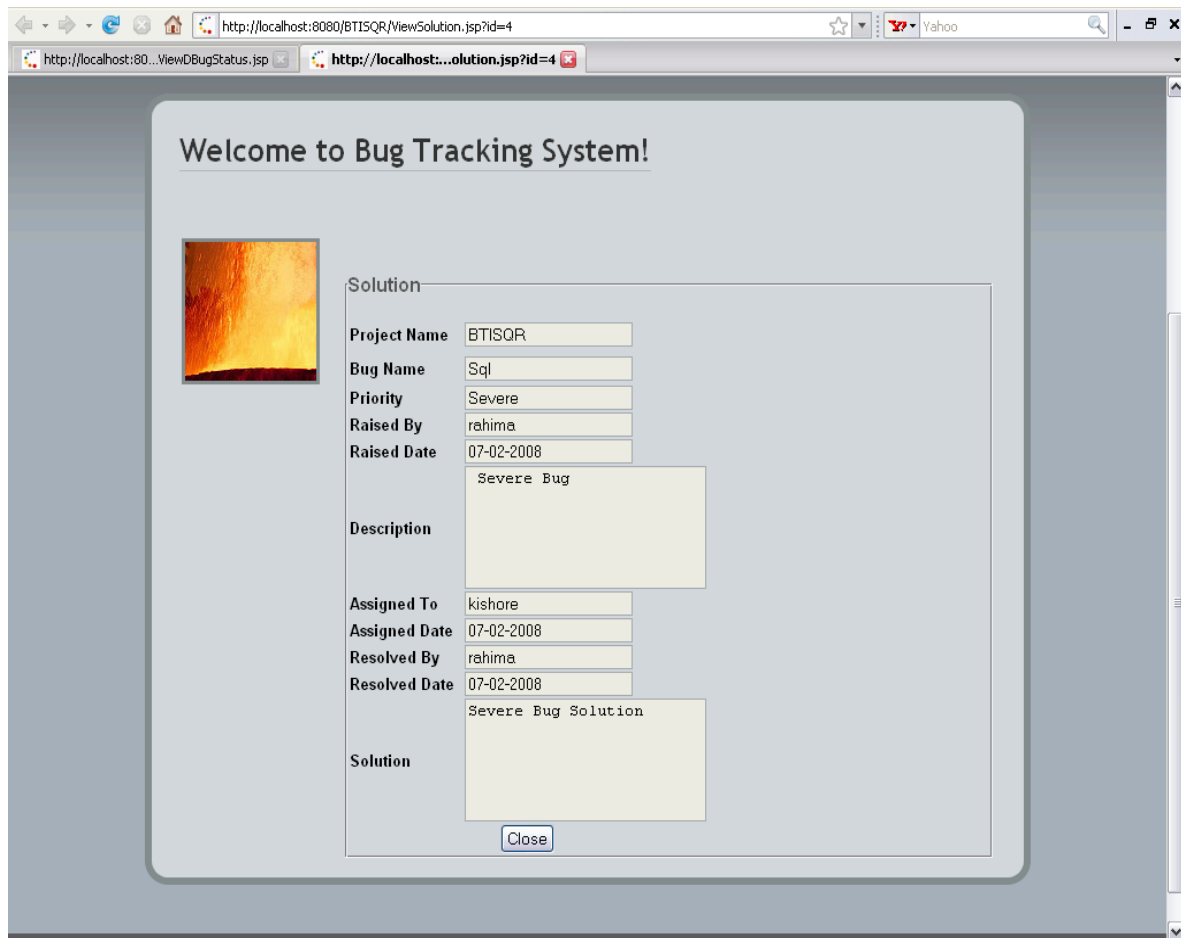 http://localhost:8080/BTISQR/ViewSolution.jsp?id=4
Yahoo
http://localhost:80...ViewDBugStatus.jsp
http://localhost:...olution.jsp?id=4
Welcome to Bug Tracking System!
Solution
Project Name BTISQR
Bug Name Sql
Priority Severe
Raised By rahima
Raised Date 07-02-2008
Description Severe Bug
Assigned To kishore
Assigned Date 07-02-2008
Resolved By rahima
Resolved Date 07-02-2008
Solution Severe Bug Solution
Close